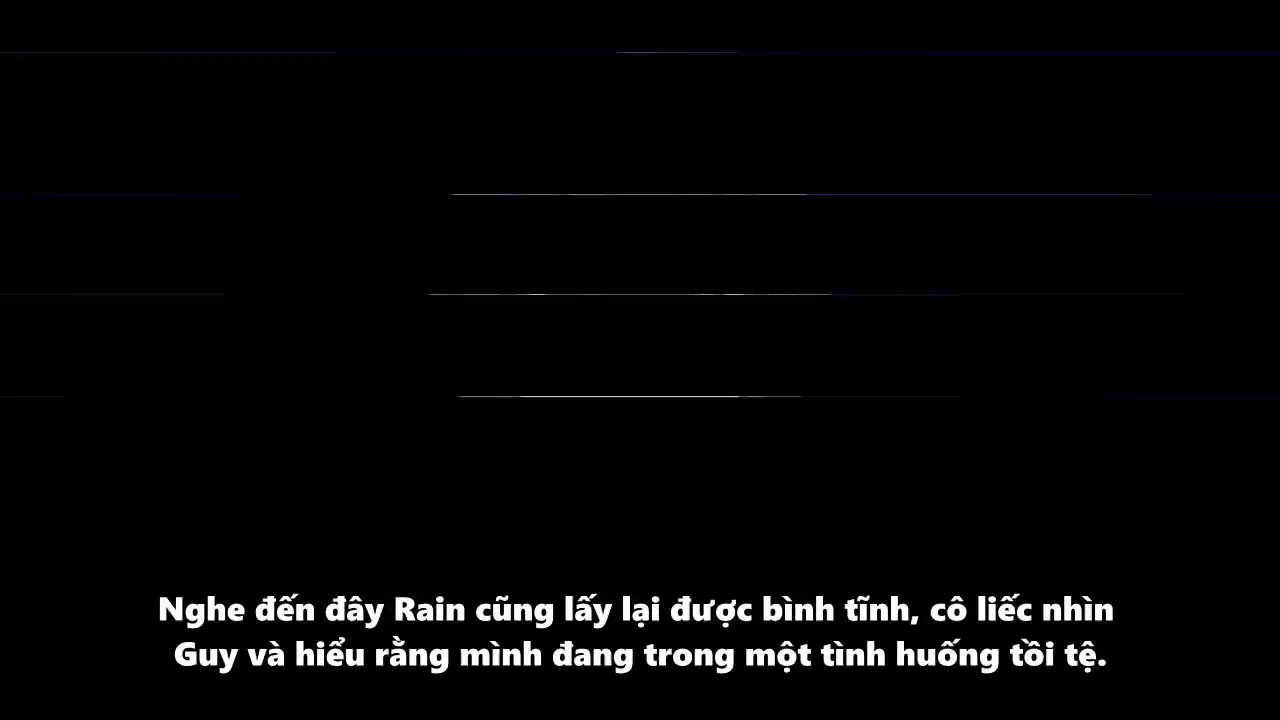 Nghe đến đây Rain cũng lấy lại được bình tĩnh, cô liếc nhìn
Guy và hiểu rằng mình đang trong một tình huống tồi tệ.